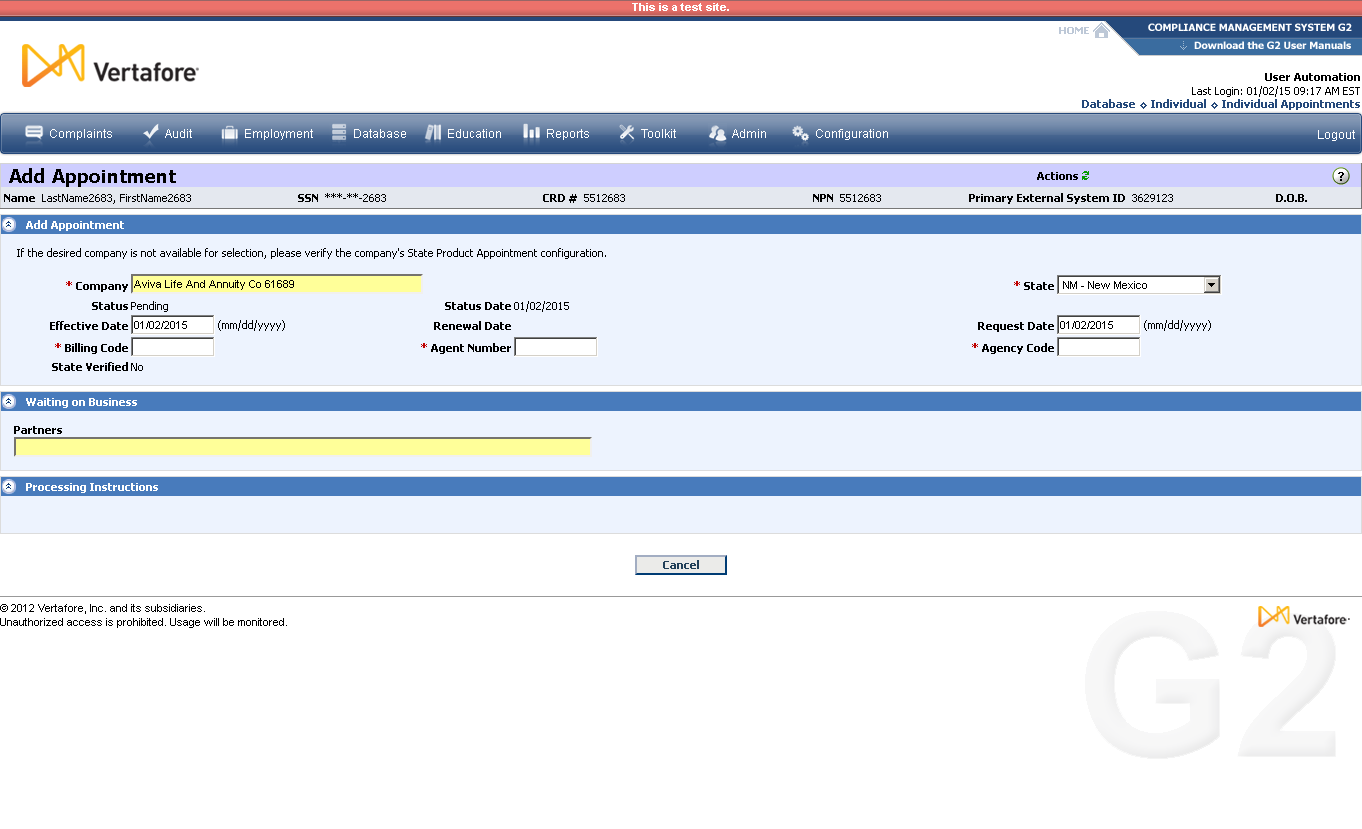 This is a test site.
HOME
COMPLIANCE MANAGEMENT SYSTEM G2
Download the G2 User Manuals
Vertafore
User Automation
Last Login: 01/02/15 09:17 AM EST
Database ⋄ Individual ⋄ Individual Appointments
Complaints Audit Employment Database Education Reports Toolkit Admin Configuration Logout
Add Appointment Actions ?
Name LastName2683, FirstName2683 SSN ***-**-2683 CRD # 5512683 NPN 5512683 Primary External System ID 3629123 D.O.B.
Add Appointment
If the desired company is not available for selection, please verify the company's State Product Appointment configuration.
* Company Aviva Life And Annuity Co 61689 * State NM - New Mexico
Status Pending Status Date 01/02/2015
Effective Date 01/02/2015 (mm/dd/yyyy) Renewal Date Request Date 01/02/2015 (mm/dd/yyyy)
* Billing Code * Agent Number * Agency Code
State Verified No
Waiting on Business
Partners
Processing Instructions
Cancel
© 2012 Vertafore, Inc. and its subsidiaries.
Unauthorized access is prohibited. Usage will be monitored.
Vertafore
G2